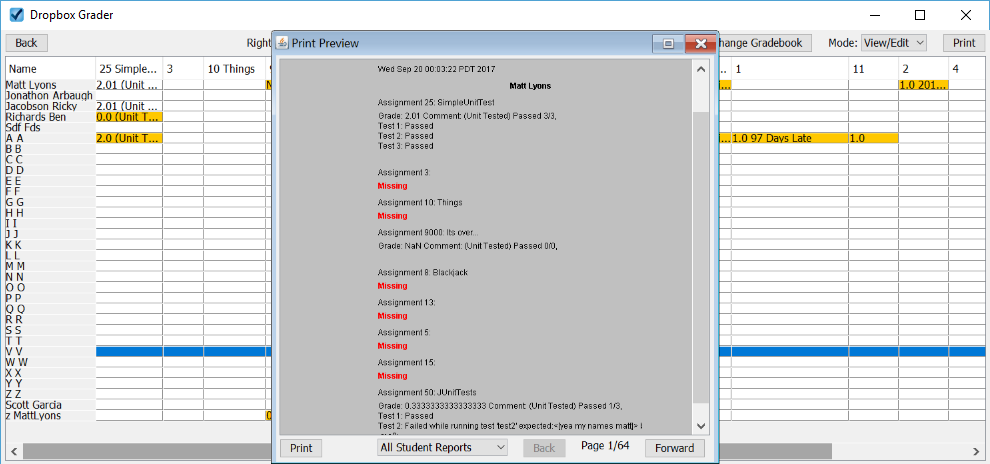 Dropbox Grader
Back
Right
Change Gradebook
Mode: View/Edit
Print
Name 25 Simple... 3 10 Things 1 11 2 4
Matt Lyons 2.01 (Unit ... 1.0 201...
Jonathon Arbaugh
Jacobson Ricky 2.01 (Unit ...
Richards Ben 0.0 (Unit T...
Sdf Fds
A A 2.0 (Unit T... 1.0 97 Days Late 1.0
B B
C C
D D
E E
F F
G G
H H
I I
J J
K K
L L
M M
N N
O O
P P
Q Q
R R
S S
T T
V V
W W
X X
Y Y
Z Z
Scott Garcia
z MattLyons
Print Preview
Wed Sep 20 00:03:22 PDT 2017
Matt Lyons
Assignment 25: SimpleUnitTest
Grade: 2.01 Comment: (Unit Tested) Passed 3/3,
Test 1: Passed
Test 2: Passed
Test 3: Passed
Assignment 3:
Missing
Assignment 10: Things
Missing
Assignment 9000: Its over...
Grade: NaN Comment: (Unit Tested) Passed 0/0,
Assignment 8: Blackjack
Missing
Assignment 13:
Missing
Assignment 5:
Missing
Assignment 15:
Missing
Assignment 50: JUnifTests
Grade: 0.3333333333333333 Comment: (Unit Tested) Passed 1/3,
Test 1: Passed
Test 2: Failed while running test 'test2' expected:<[yea my names matt]> i
Print
All Student Reports
Back
Page 1/64
Forward